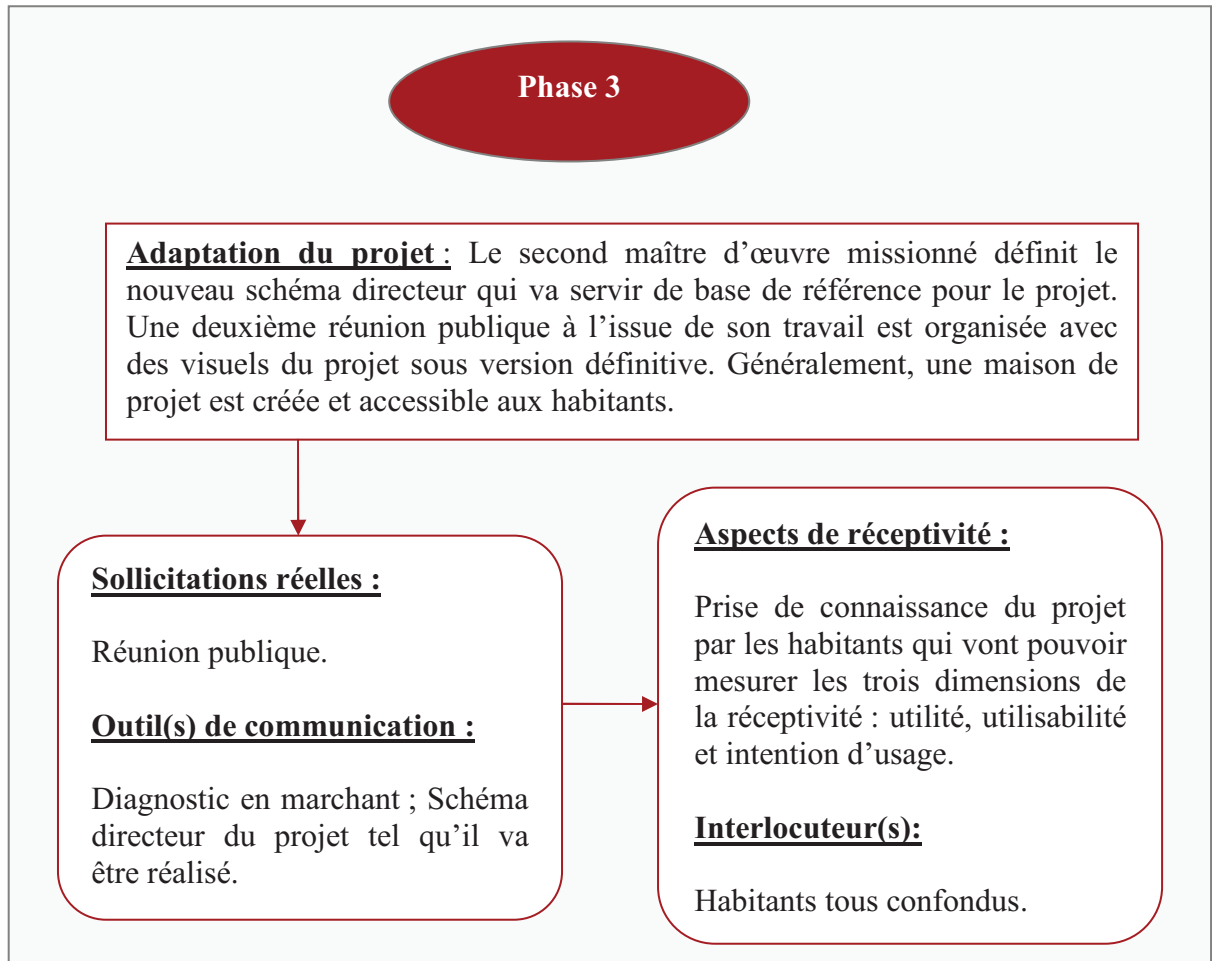 Phase 3
Adaptation du projet : Le second maître d’œuvre missionné définit le
nouveau schéma directeur qui va servir de base de référence pour le projet.
Une deuxième réunion publique à l’issue de son travail est organisée avec
des visuels du projet sous version définitive. Généralement, une maison de
projet est créée et accessible aux habitants.
Sollicitations réelles :
Réunion publique.
Outil(s) de communication :
Diagnostic en marchant ; Schéma
directeur du projet tel qu’il va
être réalisé.
Aspects de réceptivité :
Prise de connaissance du projet
par les habitants qui vont pouvoir
mesurer les trois dimensions de
la réceptivité : utilité, utilisabilité
et intention d’usage.
Interlocuteur(s):
Habitants tous confondus.